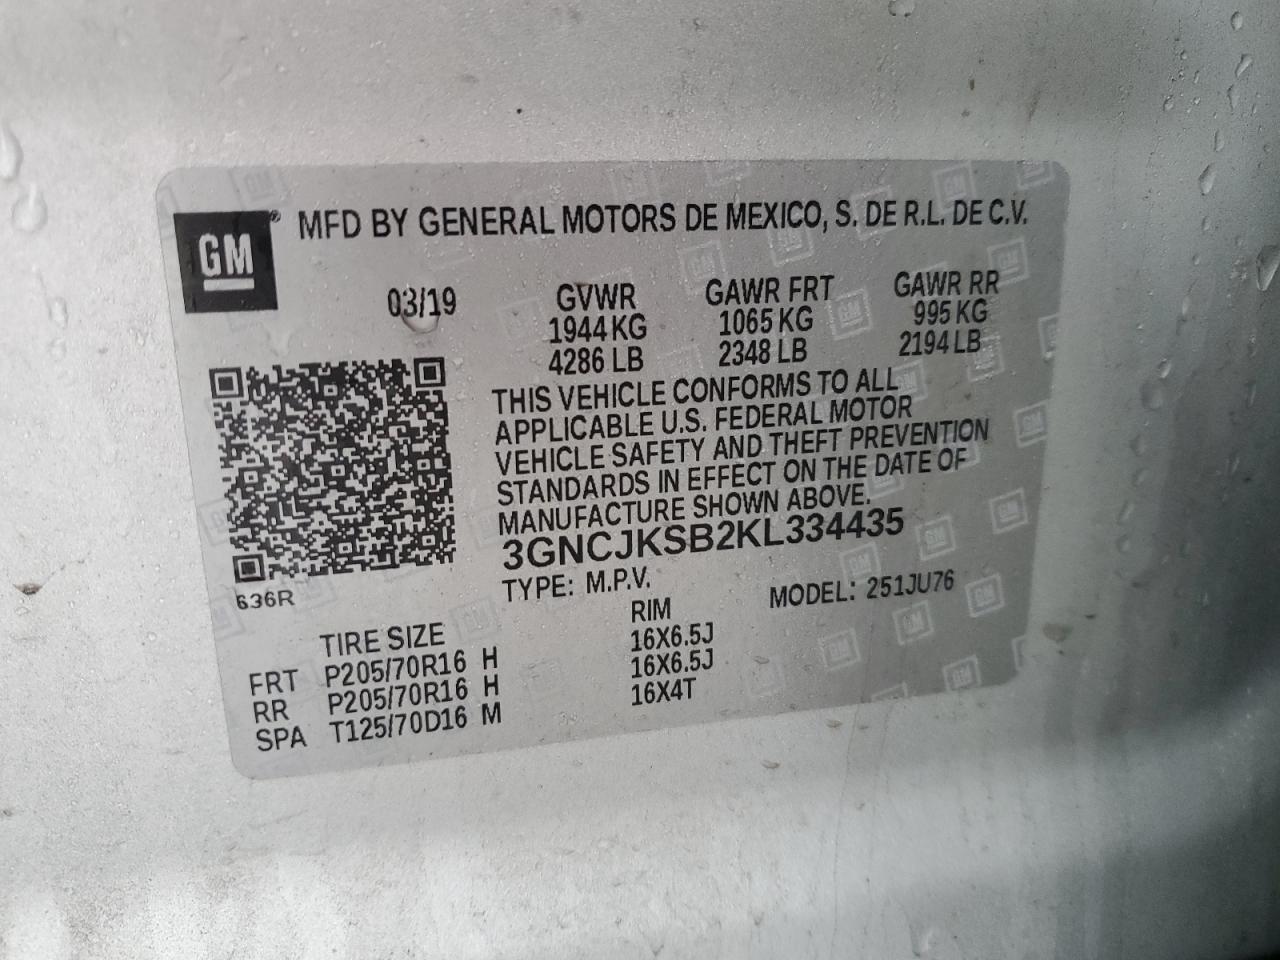 GM ® MFD BY GENERAL MOTORS DE MEXICO, S. DE R.L. DE C.V.
03/19 GVWR GAWR FRT GAWR RR
1944 KG 1065 KG 995 KG
4286 LB 2348 LB 2194 LB
THIS VEHICLE CONFORMS TO ALL
APPLICABLE U.S. FEDERAL MOTOR
VEHICLE SAFETY AND THEFT PREVENTION
STANDARDS IN EFFECT ON THE DATE OF
MANUFACTURE SHOWN ABOVE.
3GNCJKSB2KL334435
636R TYPE: M.P.V. MODEL: 251JU76
TIRE SIZE RIM
FRT P205/70R16 H 16X6.5J
RR P205/70R16 H 16X6.5J
SPA T125/70D16 M 16X4T